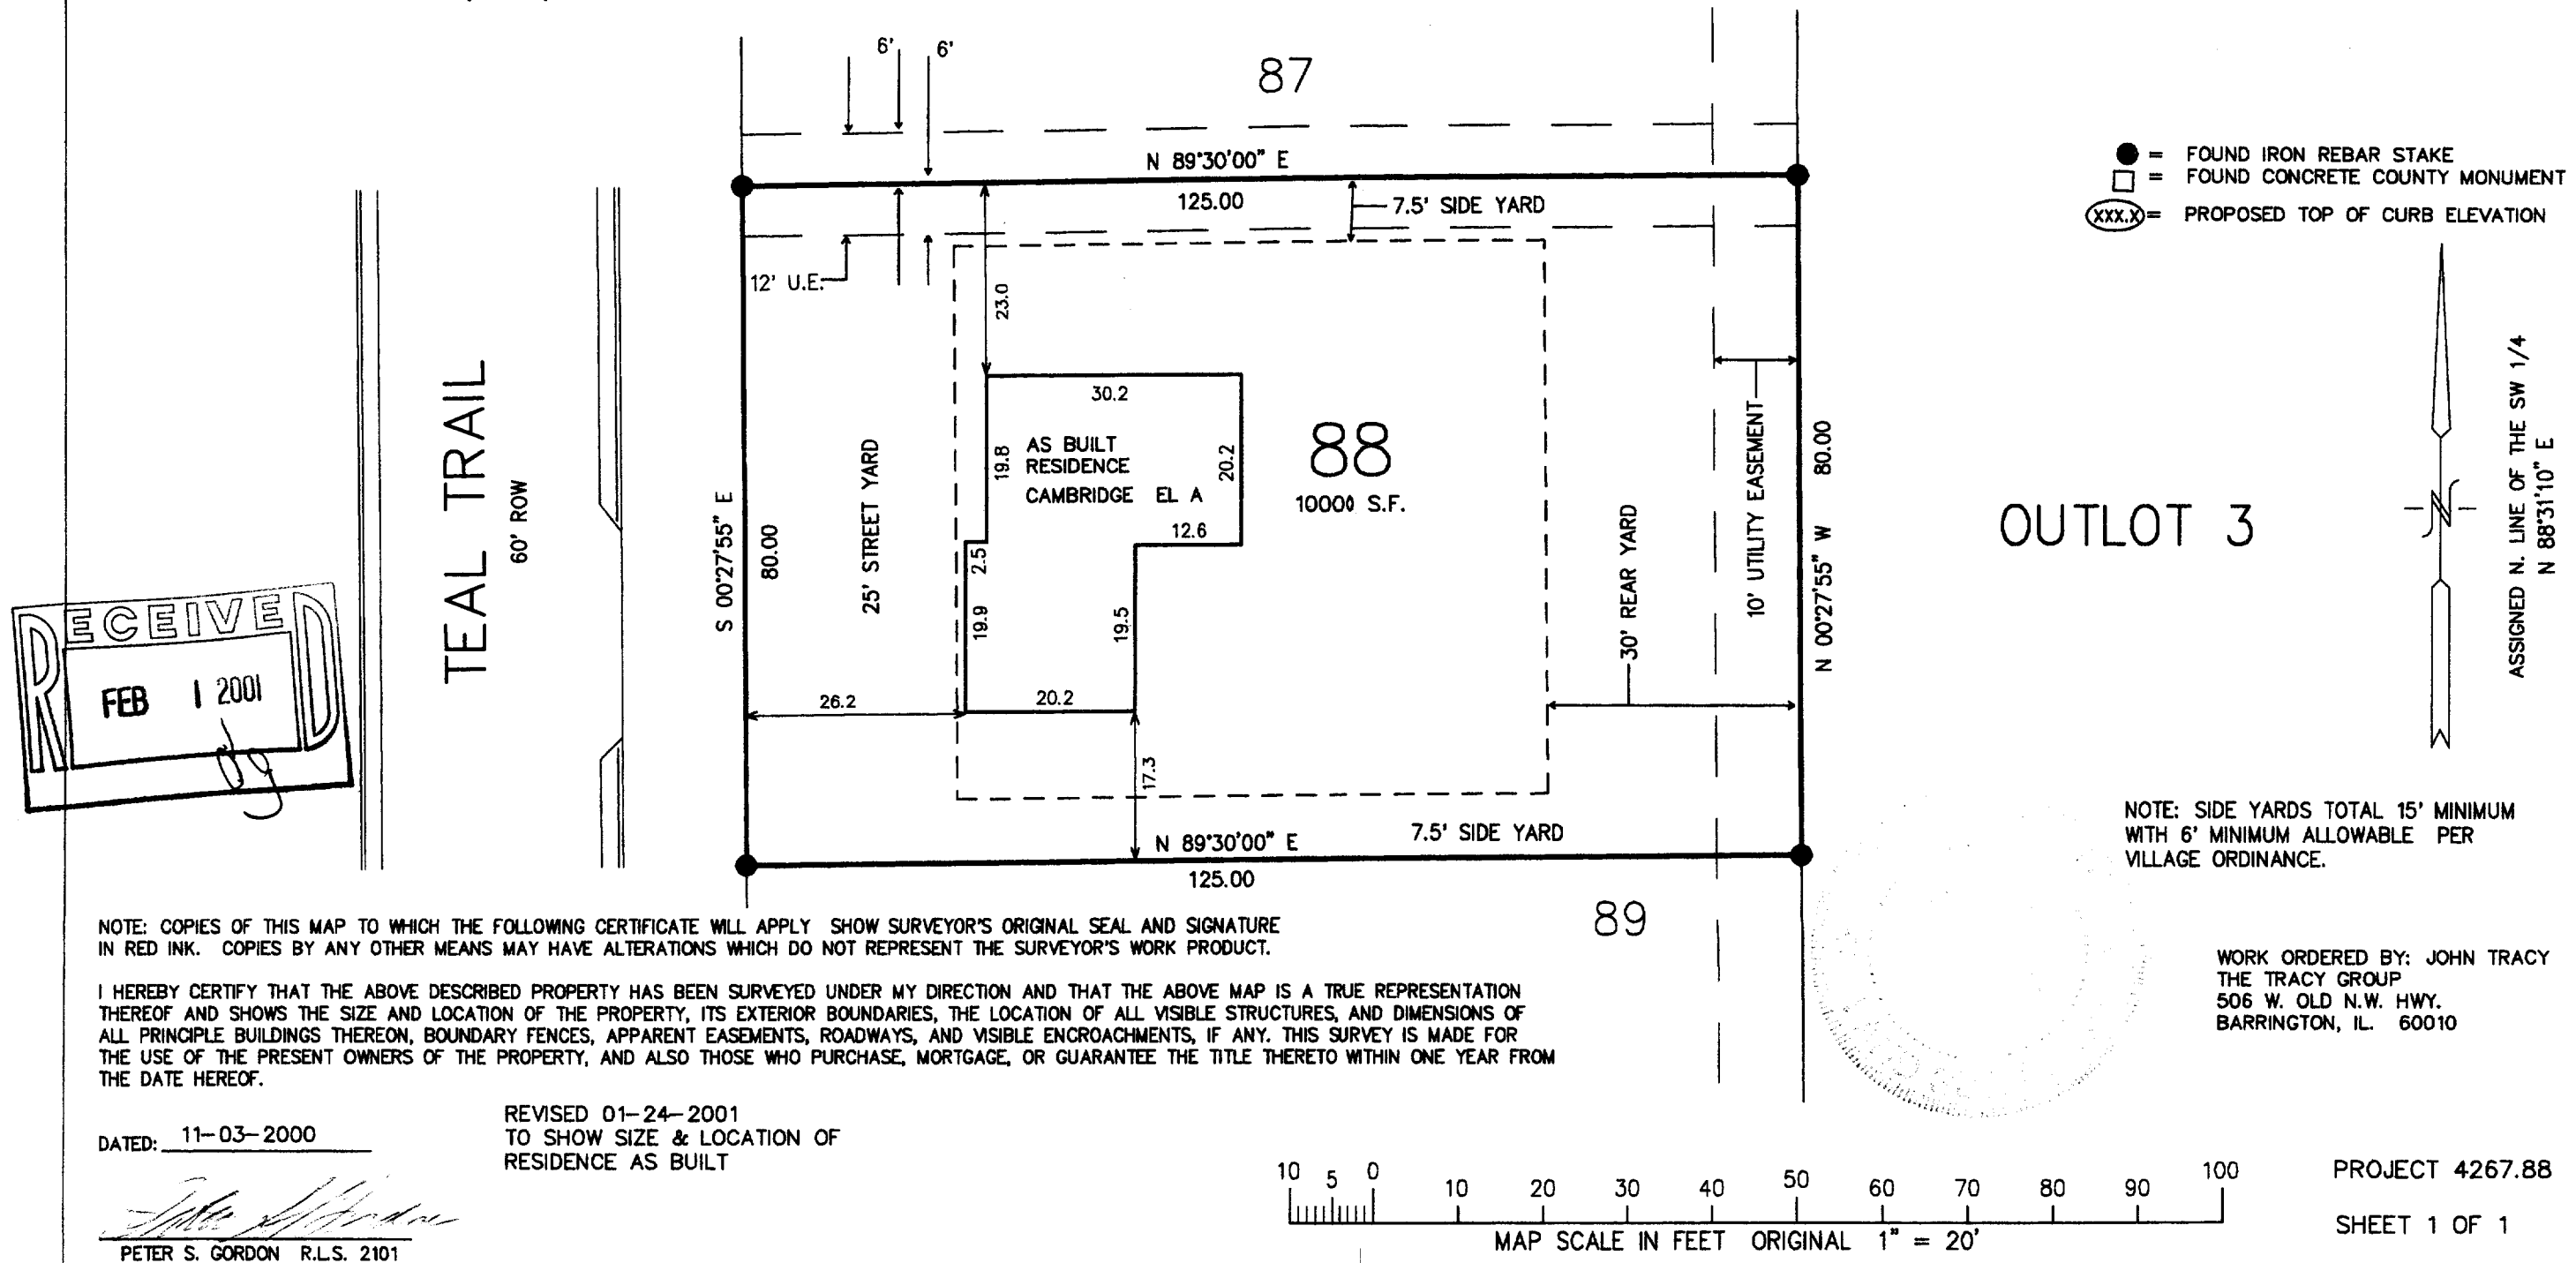 6'
6'
87
N 89°30'00" E
125.00
7.5' SIDE YARD
12' U.E.
23.0
● = FOUND IRON REBAR STAKE
□ = FOUND CONCRETE COUNTY MONUMENT
XXX.X = PROPOSED TOP OF CURB ELEVATION
TEAL TRAIL
60' ROW
S 00°27'55" E
80.00
25' STREET YARD
30.2
19.8
AS BUILT
RESIDENCE
CAMBRIDGE EL A
20.2
12.6
2.5
19.9
19.5
26.2
20.2
17.3
88
10000 S.F.
30' REAR YARD
10' UTILITY EASEMENT
N 00°27'55" W
80.00
OUTLOT 3
N
ASSIGNED N. LINE OF THE SW 1/4
N 88°31'10" E
RECEIVED
FEB 1 2001
N 89°30'00" E
7.5' SIDE YARD
125.00
89
NOTE: SIDE YARDS TOTAL 15' MINIMUM
WITH 6' MINIMUM ALLOWABLE PER
VILLAGE ORDINANCE.
NOTE: COPIES OF THIS MAP TO WHICH THE FOLLOWING CERTIFICATE WILL APPLY SHOW SURVEYOR'S ORIGINAL SEAL AND SIGNATURE
IN RED INK. COPIES BY ANY OTHER MEANS MAY HAVE ALTERATIONS WHICH DO NOT REPRESENT THE SURVEYOR'S WORK PRODUCT.
I HEREBY CERTIFY THAT THE ABOVE DESCRIBED PROPERTY HAS BEEN SURVEYED UNDER MY DIRECTION AND THAT THE ABOVE MAP IS A TRUE REPRESENTATION
THEREOF AND SHOWS THE SIZE AND LOCATION OF THE PROPERTY, ITS EXTERIOR BOUNDARIES, THE LOCATION OF ALL VISIBLE STRUCTURES, AND DIMENSIONS OF
ALL PRINCIPLE BUILDINGS THEREON, BOUNDARY FENCES, APPARENT EASEMENTS, ROADWAYS, AND VISIBLE ENCROACHMENTS, IF ANY. THIS SURVEY IS MADE FOR
THE USE OF THE PRESENT OWNERS OF THE PROPERTY, AND ALSO THOSE WHO PURCHASE, MORTGAGE, OR GUARANTEE THE TITLE THERETO WITHIN ONE YEAR FROM
THE DATE HEREOF.
WORK ORDERED BY: JOHN TRACY
THE TRACY GROUP
506 W. OLD N.W. HWY.
BARRINGTON, IL. 60010
DATED: 11-03-2000
REVISED 01-24-2001
TO SHOW SIZE & LOCATION OF
RESIDENCE AS BUILT
PETER S. GORDON R.L.S. 2101
10 5 0 10 20 30 40 50 60 70 80 90 100
MAP SCALE IN FEET ORIGINAL 1" = 20'
PROJECT 4267.88
SHEET 1 OF 1